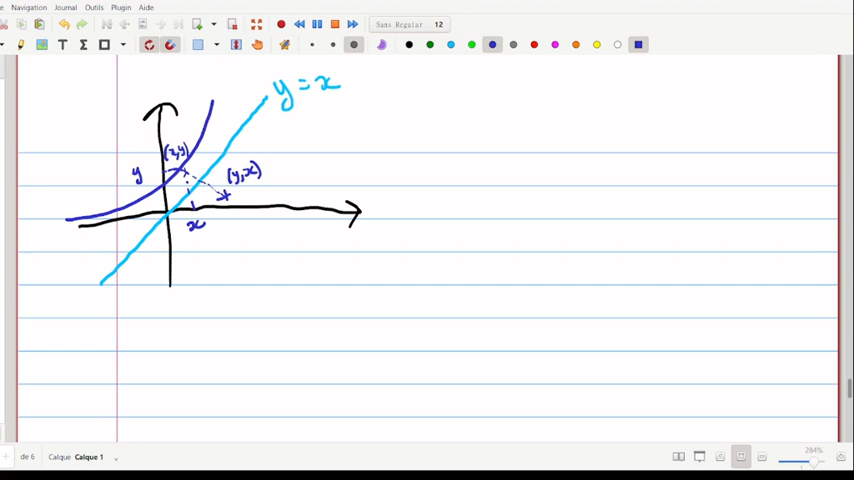 Navigation Journal Outils Plugin Aide
T Σ Sans Regular 12
y = x
(x,y)
y (y,x)
x
de 6 Calque Calque 1 284%